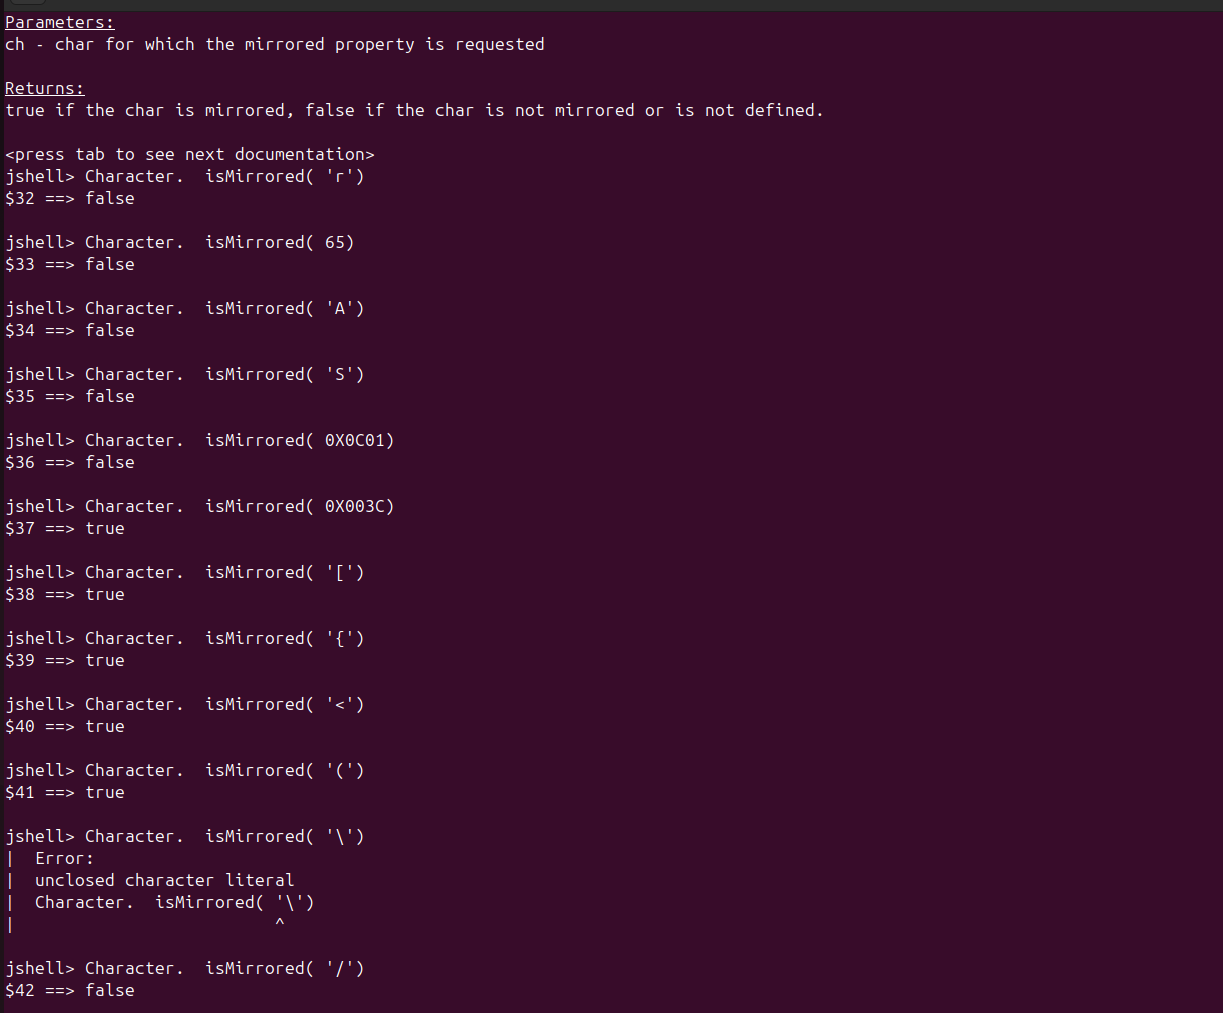 Parameters:
ch - char for which the mirrored property is requested
Returns:
true if the char is mirrored, false if the char is not mirrored or is not defined.
<press tab to see next documentation>
jshell> Character.  isMirrored( 'r')
$32 ==> false
jshell> Character.  isMirrored( 65)
$33 ==> false
jshell> Character.  isMirrored( 'A')
$34 ==> false
jshell> Character.  isMirrored( 'S')
$35 ==> false
jshell> Character.  isMirrored( 0X0C01)
$36 ==> false
jshell> Character.  isMirrored( 0X003C)
$37 ==> true
jshell> Character.  isMirrored( '[')
$38 ==> true
jshell> Character.  isMirrored( '{')
$39 ==> true
jshell> Character.  isMirrored( '<')
$40 ==> true
jshell> Character.  isMirrored( '(')
$41 ==> true
jshell> Character.  isMirrored( '\')
|  Error:
|  unclosed character literal
|  Character.  isMirrored( '\')
|                          ^
jshell> Character.  isMirrored( '/')
$42 ==> false